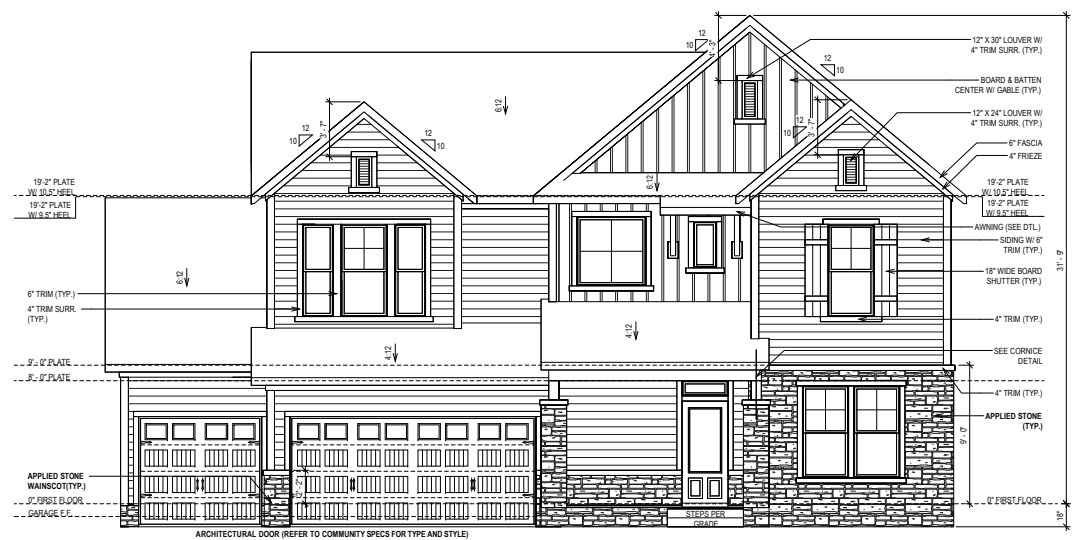 12
10
4' - 3"
12" X 30" LOUVER W/
4" TRIM SURR. (TYP.)
12
10
BOARD & BATTEN
CENTER W/ GABLE (TYP.)
6:12
3' - 7"
12
10
12
10
12
10
3' - 7"
12" X 24" LOUVER W/
4" TRIM SURR. (TYP.)
6" FASCIA
4" FRIEZE
19'-2" PLATE
W/ 10.5" HEEL
19'-2" PLATE
W/ 9.5" HEEL
6:12
19'-2" PLATE
W/ 10.5" HEEL
19'-2" PLATE
W/ 9.5" HEEL
AWNING (SEE DTL.)
SIDING W/ 6"
TRIM (TYP.)
31' - 9"
6:12
18" WIDE BOARD
SHUTTER (TYP.)
6" TRIM (TYP.)
4" TRIM SURR.
(TYP.)
4" TRIM (TYP.)
4:12
4:12
SEE CORNICE
DETAIL
9' - 0" PLATE
8' - 0" PLATE
4" TRIM (TYP.)
APPLIED STONE
(TYP.)
9' - 0"
APPLIED STONE
WAINSCOT(TYP.)
0" FIRST FLOOR
GARAGE F.F.
0" FIRST FLOOR
18"
STEPS PER
GRADE
ARCHITECTURAL DOOR (REFER TO COMMUNITY SPECS FOR TYPE AND STYLE)